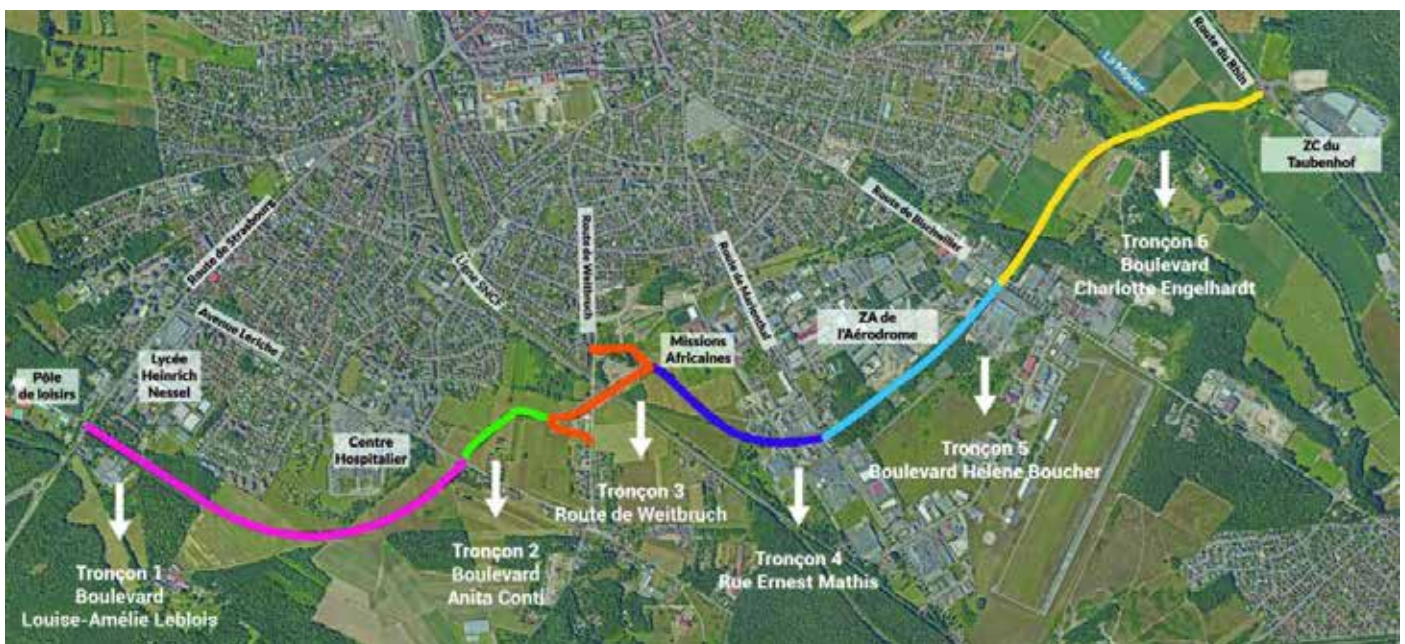 Route du Rhin
La Moder
ZC du
Taubenhof
Route de Strasbourg
Route de Bischwiller
Tronçon 6
Boulevard
Charlotte Engelhardt
Ligne SNCF
Route de Weitbruch
Route de Marienthal
Avenue Leriche
ZA de
l'Aérodrome
Missions
Africaines
Lycée
Heinrich
Nessel
Pôle
de loisirs
Centre
Hospitalier
Tronçon 5
Boulevard Hélène Boucher
Tronçon 3
Route de Weitbruch
Tronçon 2
Boulevard
Anita Conti
Tronçon 4
Rue Ernest Mathis
Tronçon 1
Boulevard
Louise-Amélie Leblois